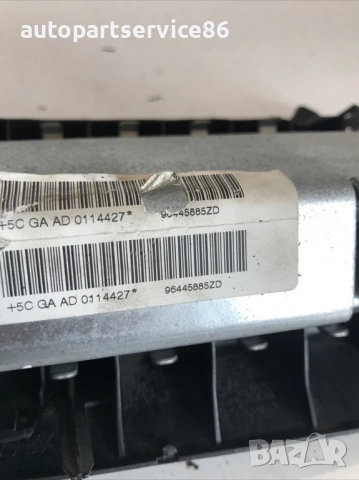 autopartservice86
+5C GA AD 0114427* 96445885ZD
+5C GA AD 0114427* 96445885ZD
BAZAR